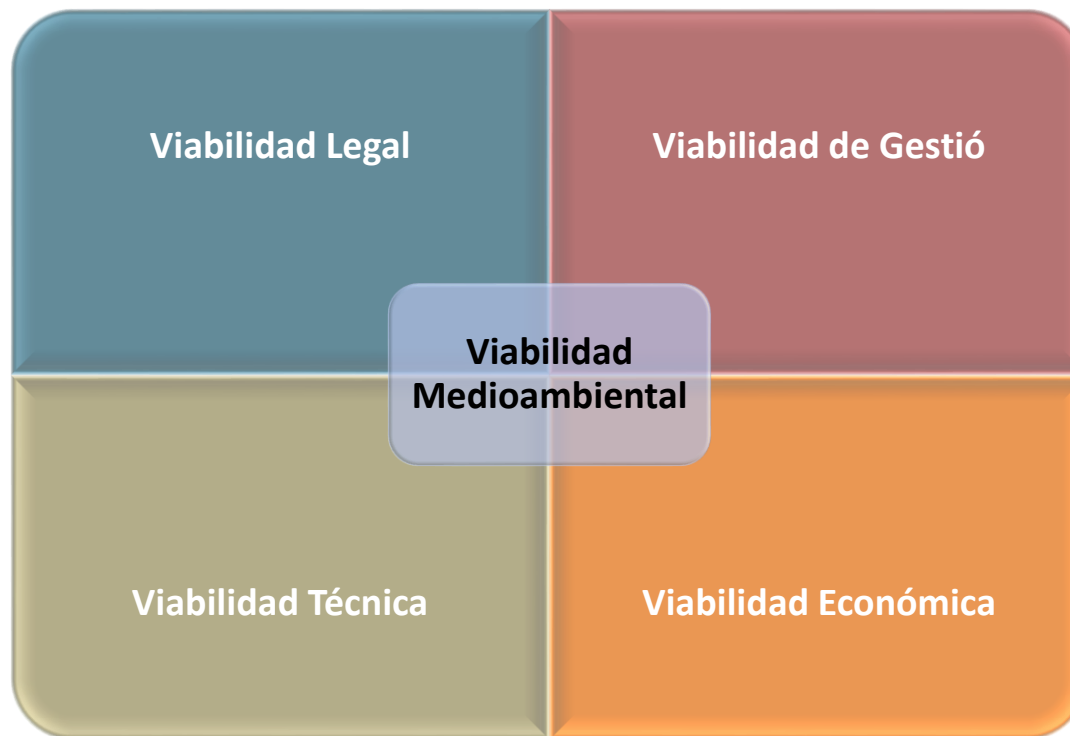 Viabilidad Legal
Viabilidad de Gestió
Viabilidad
Medioambiental
Viabilidad Técnica
Viabilidad Económica